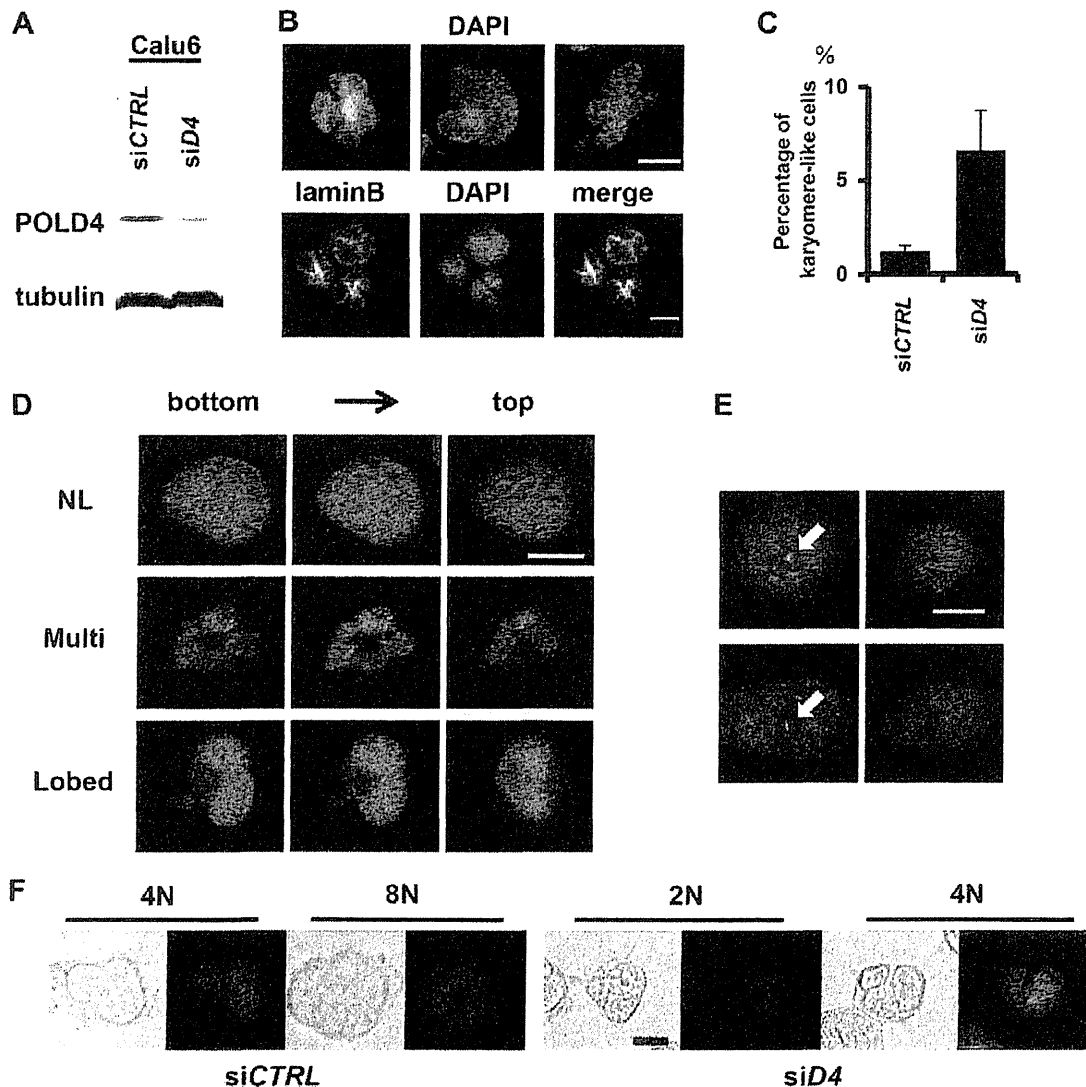 A
Calu6
siCTRL
siD4
POLD4
tubulin
B
DAPI
laminB DAPI merge
C
%
10
5
0
Percentage of
karyomere-like cells
siCTRL
siD4
D
bottom → top
NL
Multi
Lobed
E
F
4N 8N 2N 4N
siCTRL siD4